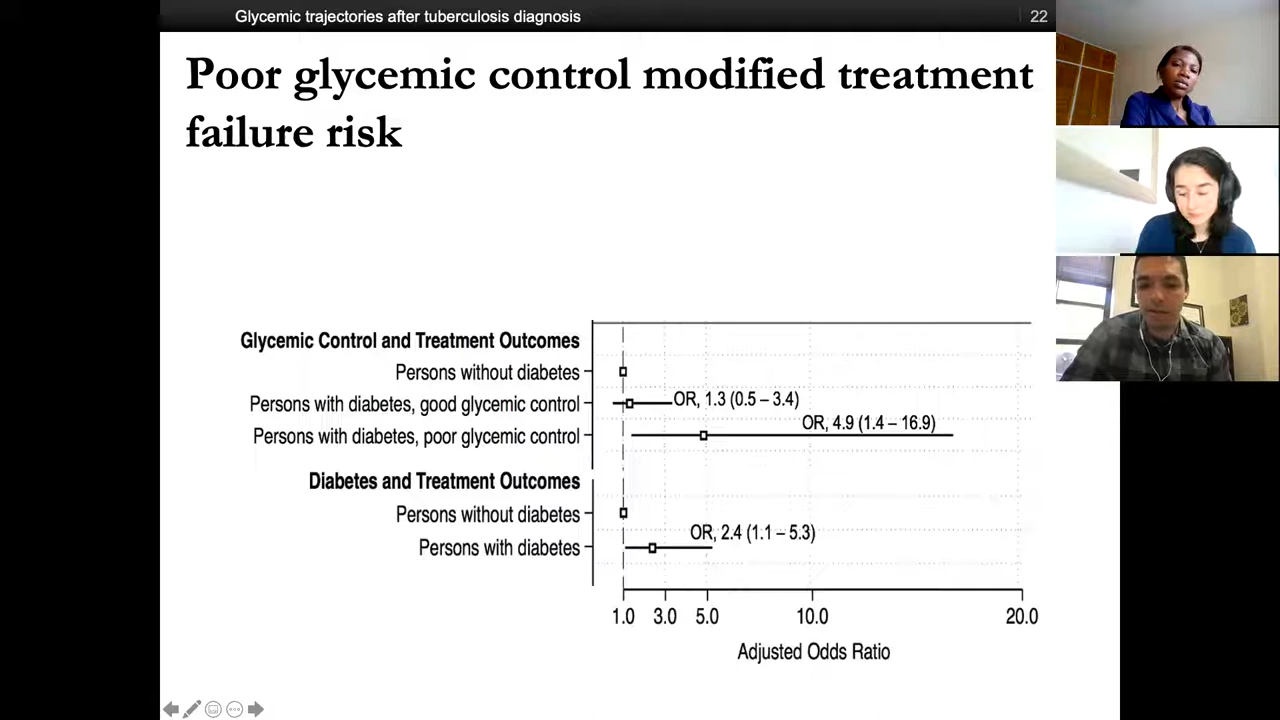 Glycemic trajectories after tuberculosis diagnosis
22
Poor glycemic control modified treatment
failure risk
Glycemic Control and Treatment Outcomes
Persons without diabetes
Persons with diabetes, good glycemic control
OR, 1.3 (0.5 – 3.4)
Persons with diabetes, poor glycemic control
OR, 4.9 (1.4 – 16.9)
Diabetes and Treatment Outcomes
Persons without diabetes
Persons with diabetes
OR, 2.4 (1.1 – 5.3)
1.0 3.0 5.0 10.0 20.0
Adjusted Odds Ratio